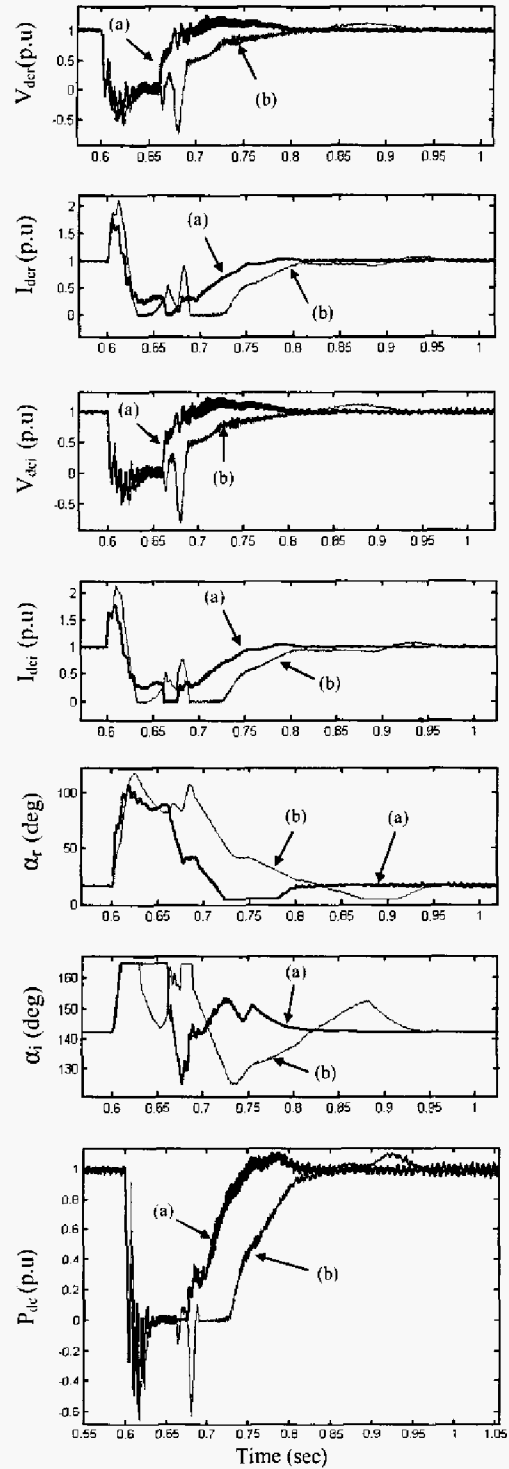 V_der(p.u)
1
0.5
0
-0.5
(a)
(b)
0.6 0.65 0.7 0.75 0.8 0.85 0.9 0.95 1
I_der (p.u)
2
1.5
1
0.5
0
(a)
(b)
0.6 0.65 0.7 0.75 0.8 0.85 0.9 0.95 1
V_dci (p.u)
1
0.5
0
-0.5
(a)
(b)
0.6 0.65 0.7 0.75 0.8 0.85 0.9 0.95 1
I_dci (p.u)
2
1.5
1
0.5
0
(a)
(b)
0.6 0.65 0.7 0.75 0.8 0.85 0.9 0.95 1
α_r (deg)
100
50
0
(b)
(a)
0.6 0.65 0.7 0.75 0.8 0.85 0.9 0.95 1
α_i (deg)
160
150
140
130
(a)
(b)
0.6 0.65 0.7 0.75 0.8 0.85 0.9 0.95 1
P_dc (p.u)
1
0.8
0.6
0.4
0.2
0
-0.2
-0.4
-0.6
(a)
(b)
0.55 0.6 0.65 0.7 0.75 0.8 0.85 0.9 0.95 1 1.05
Time (sec)